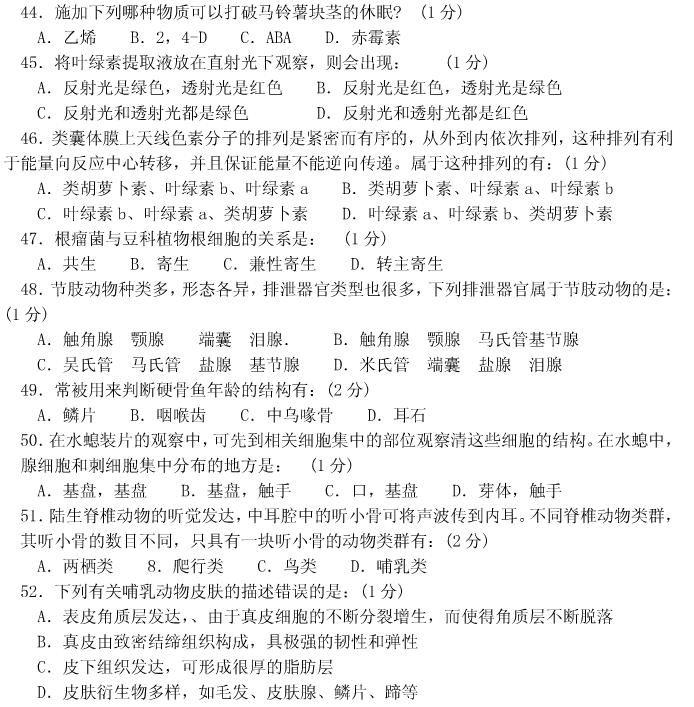 44．施加下列哪种物质可以打破马铃薯块茎的休眠？ (1分)
A．乙烯 B．2，4-D C．ABA D．赤霉素
45．将叶绿素提取液放在直射光下观察，则会出现： (1分)
A．反射光是绿色，透射光是红色 B．反射光是红色，透射光是绿色
C．反射光和透射光都是绿色 D．反射光和透射光都是红色
46．类囊体膜上天线色素分子的排列是紧密而有序的，从外到内依次排列，这种排列有利
于能量向反应中心转移，并且保证能量不能逆向传递。属于这种排列的有：(1分)
A．类胡萝卜素、叶绿素b、叶绿素a B．类胡萝卜素、叶绿素a、叶绿素b
C．叶绿素b、叶绿素a、类胡萝卜素 D．叶绿素a、叶绿素b、类胡萝卜素
47．根瘤菌与豆科植物根细胞的关系是： (1分)
A．共生 B．寄生 C．兼性寄生 D．转主寄生
48．节肢动物种类多，形态各异，排泄器官类型也很多，下列排泄器官属于节肢动物的是：
(1分)
A．触角腺 颚腺 端囊 泪腺． B．触角腺 颚腺 马氏管基节腺
C．吴氏管 马氏管 盐腺 基节腺 D．米氏管 端囊 盐腺 泪腺
49．常被用来判断硬骨鱼年龄的结构有：(2分)
A．鳞片 B．咽喉齿 C．中乌喙骨 D．耳石
50．在水螅装片的观察中，可先到相关细胞集中的部位观察清这些细胞的结构。在水螅中，
腺细胞和刺细胞集中分布的地方是： (1分)
A．基盘，基盘 B．基盘，触手 C．口，基盘 D．芽体，触手
51．陆生脊椎动物的听觉发达，中耳腔中的听小骨可将声波传到内耳。不同脊椎动物类群，
其听小骨的数目不同，只具有一块听小骨的动物类群有：(2分)
A．两栖类 8．爬行类 C．鸟类 D．哺乳类
52．下列有关哺乳动物皮肤的描述错误的是：(1分)
A．表皮角质层发达，、由于真皮细胞的不断分裂增生，而使得角质层不断脱落
B．真皮由致密结缔组织构成，具极强的韧性和弹性
C．皮下组织发达，可形成很厚的脂肪层
D．皮肤衍生物多样，如毛发、皮肤腺、鳞片、蹄等